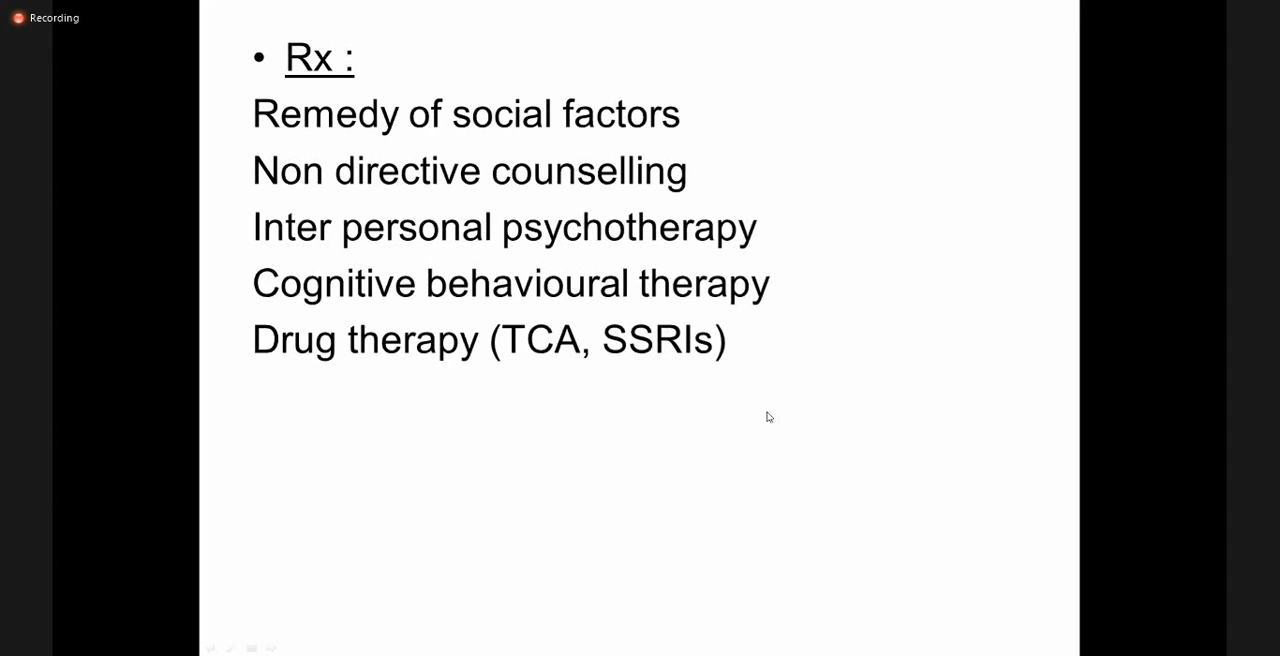 Recording
• Rx :
Remedy of social factors
Non directive counselling
Inter personal psychotherapy
Cognitive behavioural therapy
Drug therapy (TCA, SSRIs)